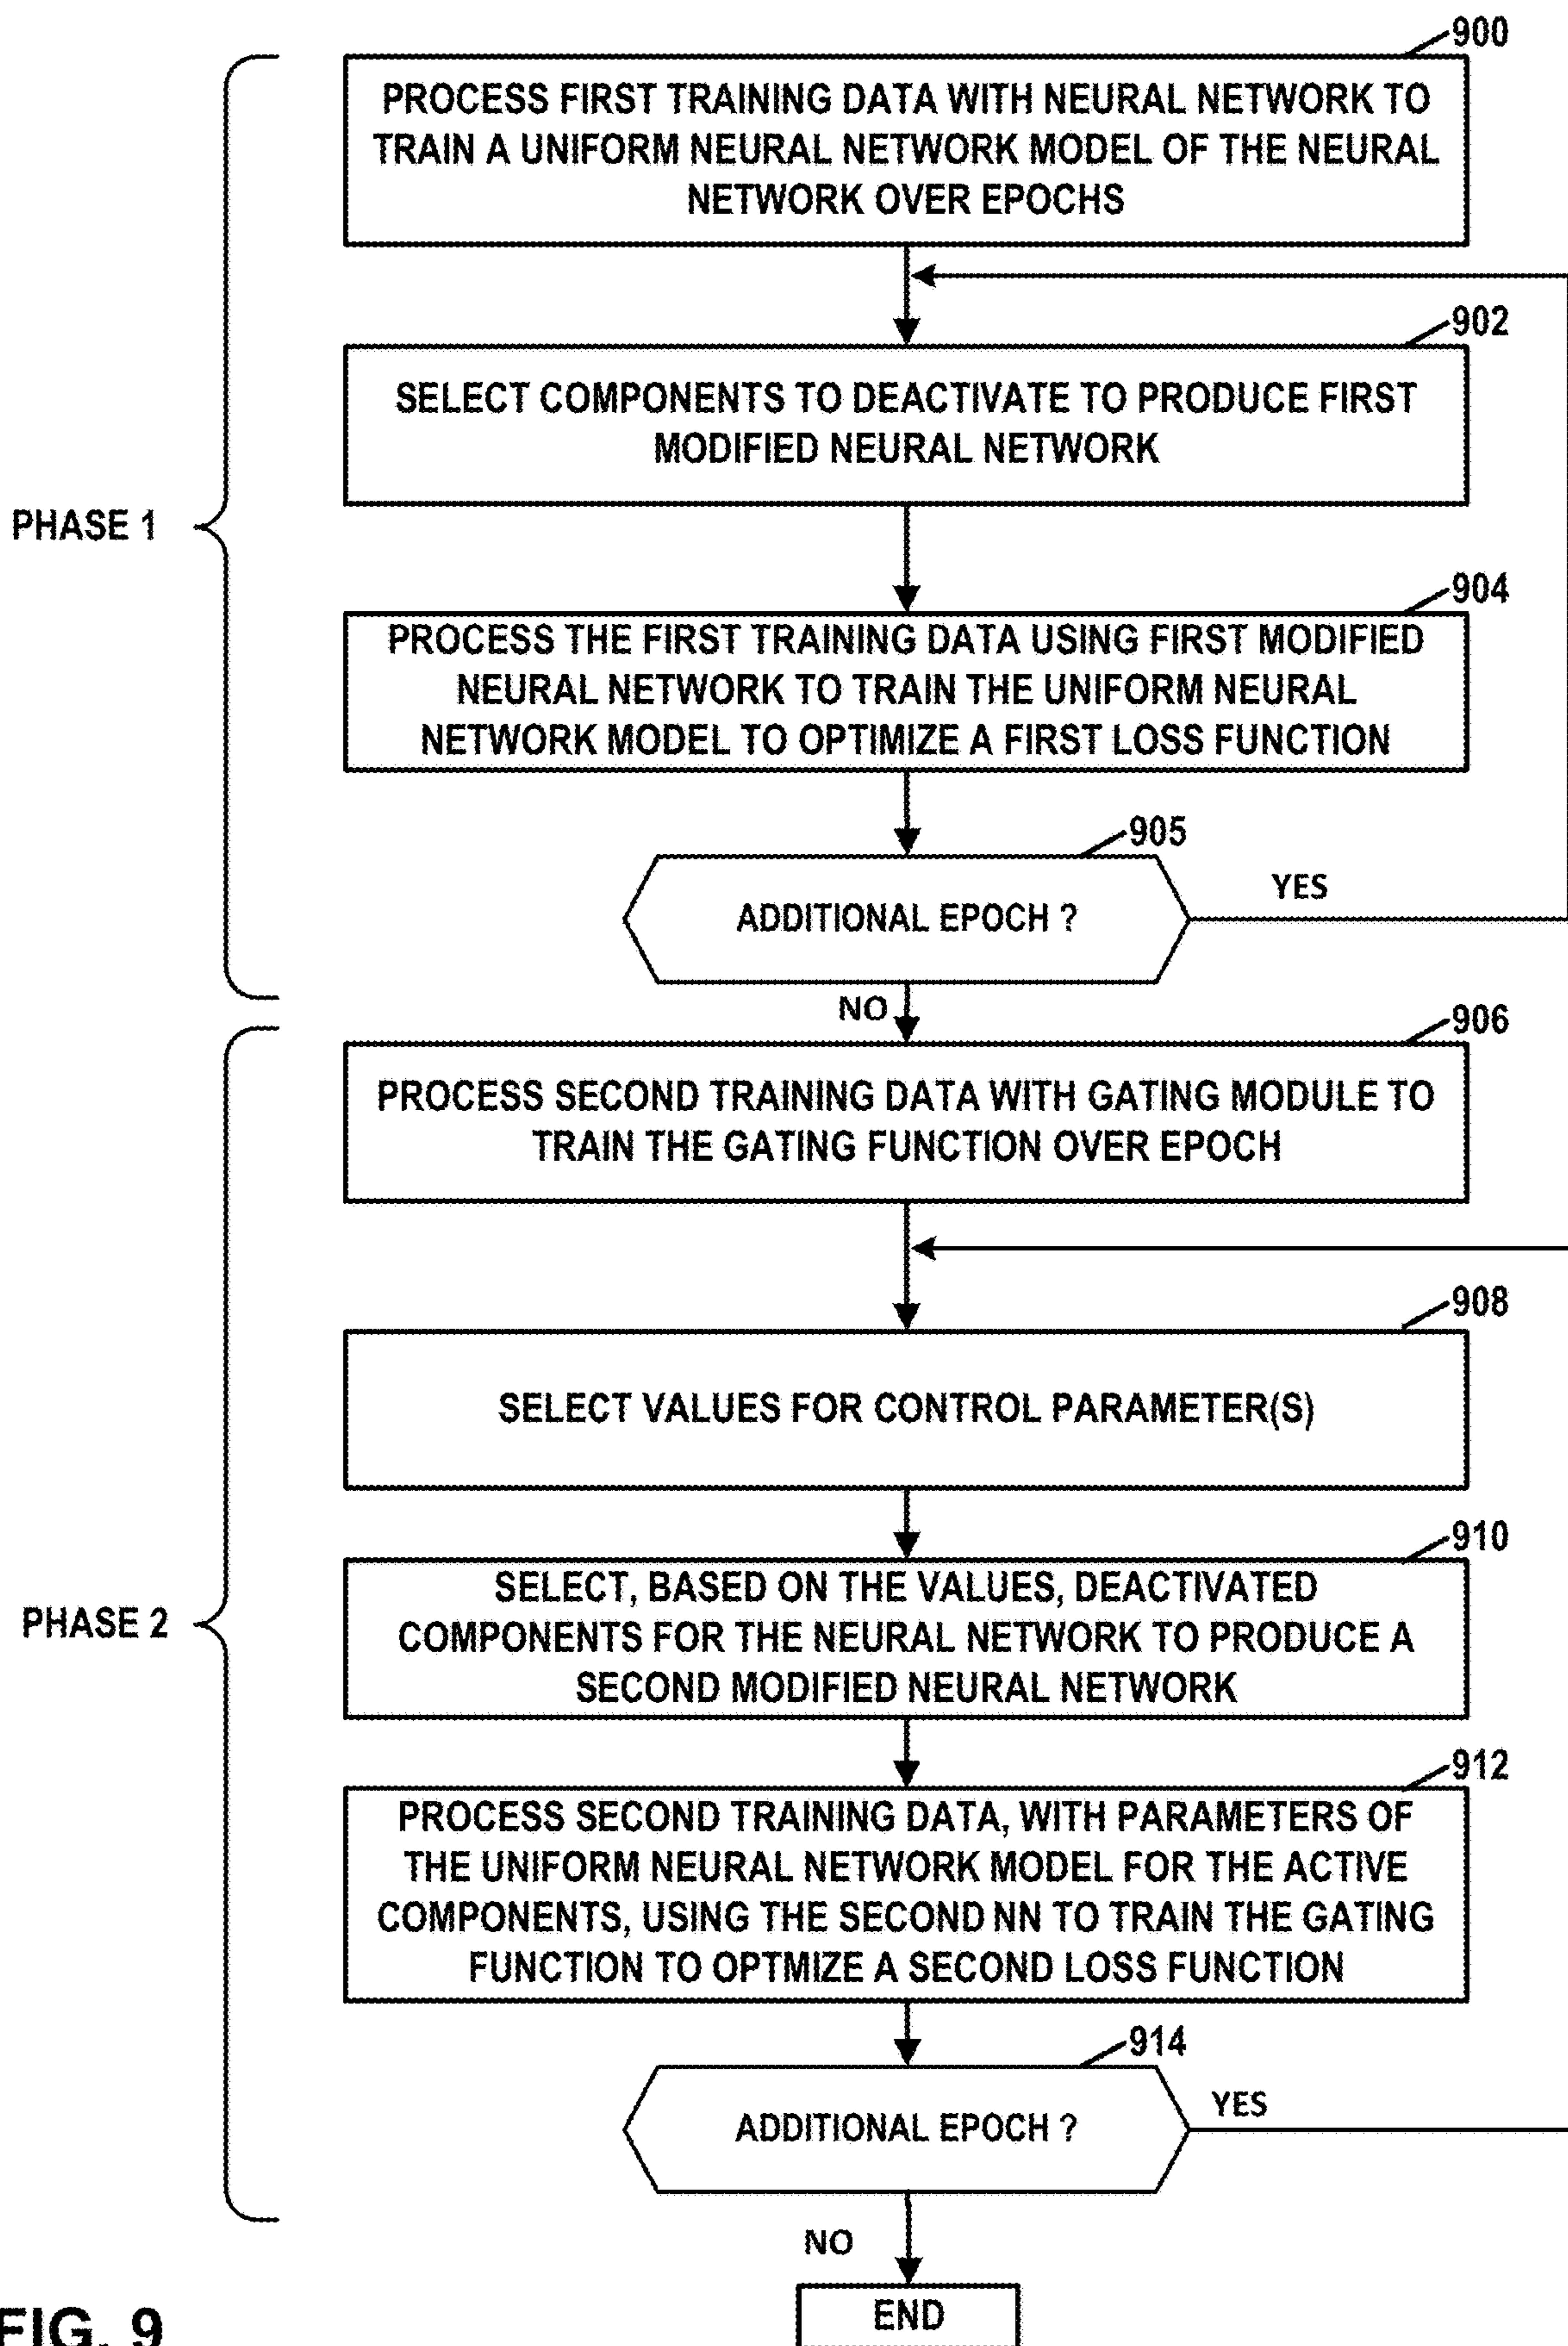 900
PROCESS FIRST TRAINING DATA WITH NEURAL NETWORK TO
TRAIN A UNIFORM NEURAL NETWORK MODEL OF THE NEURAL
NETWORK OVER EPOCHS
902
SELECT COMPONENTS TO DEACTIVATE TO PRODUCE FIRST
MODIFIED NEURAL NETWORK
PHASE 1
904
PROCESS THE FIRST TRAINING DATA USING FIRST MODIFIED
NEURAL NETWORK TO TRAIN THE UNIFORM NEURAL
NETWORK MODEL TO OPTIMIZE A FIRST LOSS FUNCTION
905
ADDITIONAL EPOCH ?
YES
NO
906
PROCESS SECOND TRAINING DATA WITH GATING MODULE TO
TRAIN THE GATING FUNCTION OVER EPOCH
908
SELECT VALUES FOR CONTROL PARAMETER(S)
910
SELECT, BASED ON THE VALUES, DEACTIVATED
COMPONENTS FOR THE NEURAL NETWORK TO PRODUCE A
SECOND MODIFIED NEURAL NETWORK
PHASE 2
912
PROCESS SECOND TRAINING DATA, WITH PARAMETERS OF
THE UNIFORM NEURAL NETWORK MODEL FOR THE ACTIVE
COMPONENTS, USING THE SECOND NN TO TRAIN THE GATING
FUNCTION TO OPTMIZE A SECOND LOSS FUNCTION
914
ADDITIONAL EPOCH ?
YES
NO
END
FIG. 9